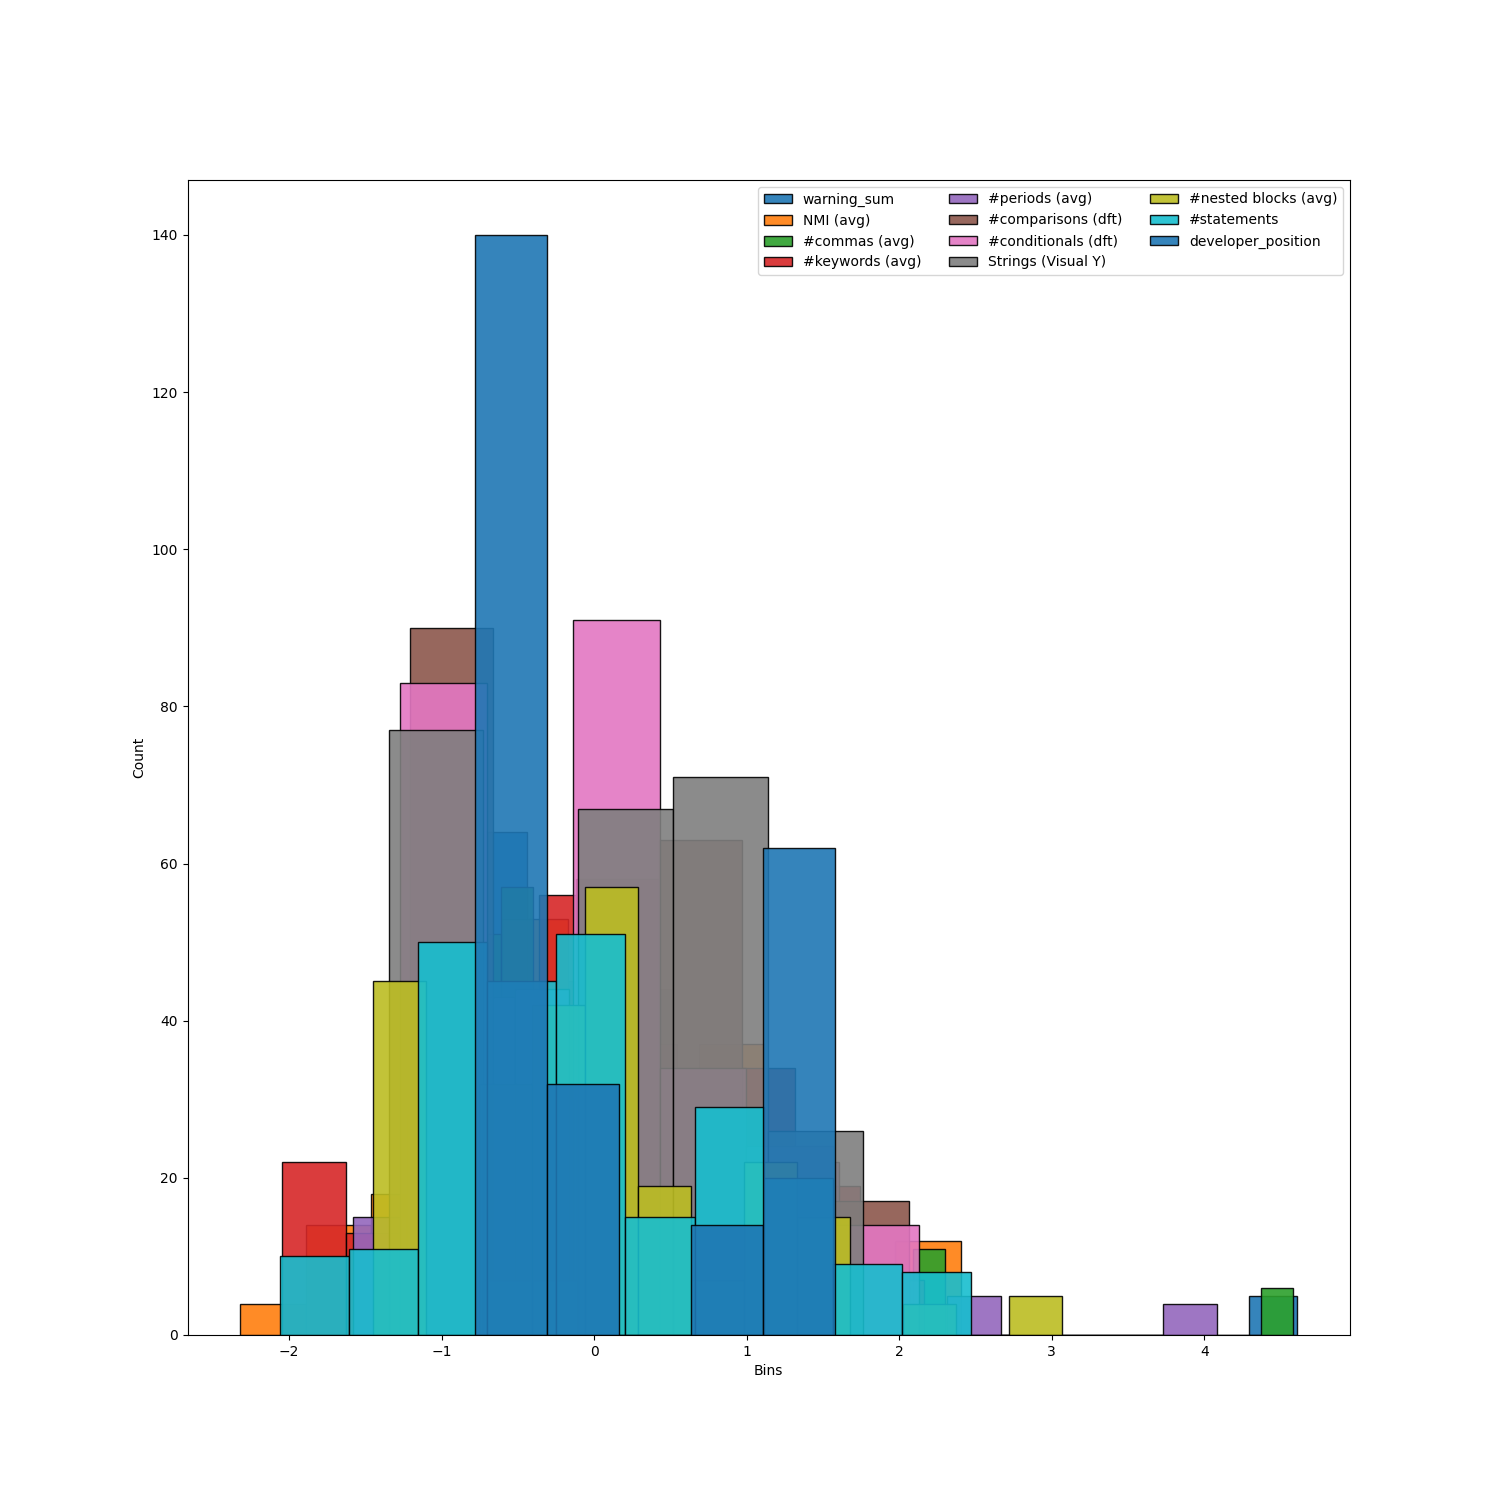 warning_sum
NMI (avg)
#commas (avg)
#keywords (avg)
#periods (avg)
#comparisons (dft)
#conditionals (dft)
Strings (Visual Y)
#nested blocks (avg)
#statements
developer_position
140
120
100
80
60
40
20
0
Count
−2 −1 0 1 2 3 4
Bins